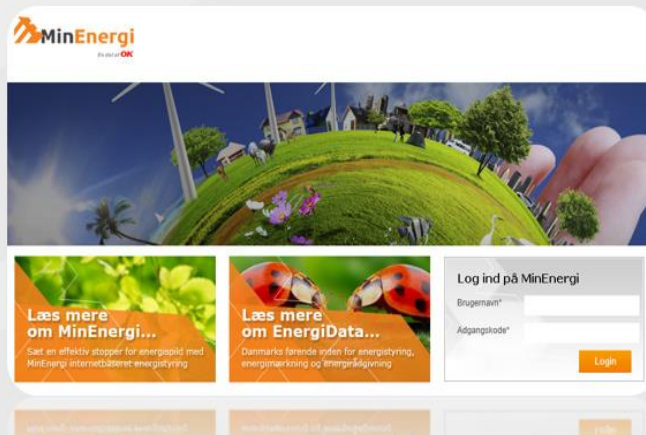 MinEnergi
En del af OK
Læs mere
om MinEnergi...
Sæt en effektiv stopper for energispild med
MinEnergi internetbaseret energistyring
Læs mere
om EnergiData...
Danmarks førende inden for energistyring,
energimærkning og energirådgivning
Log ind på MinEnergi
Brugernavn*
Adgangskode*
Login